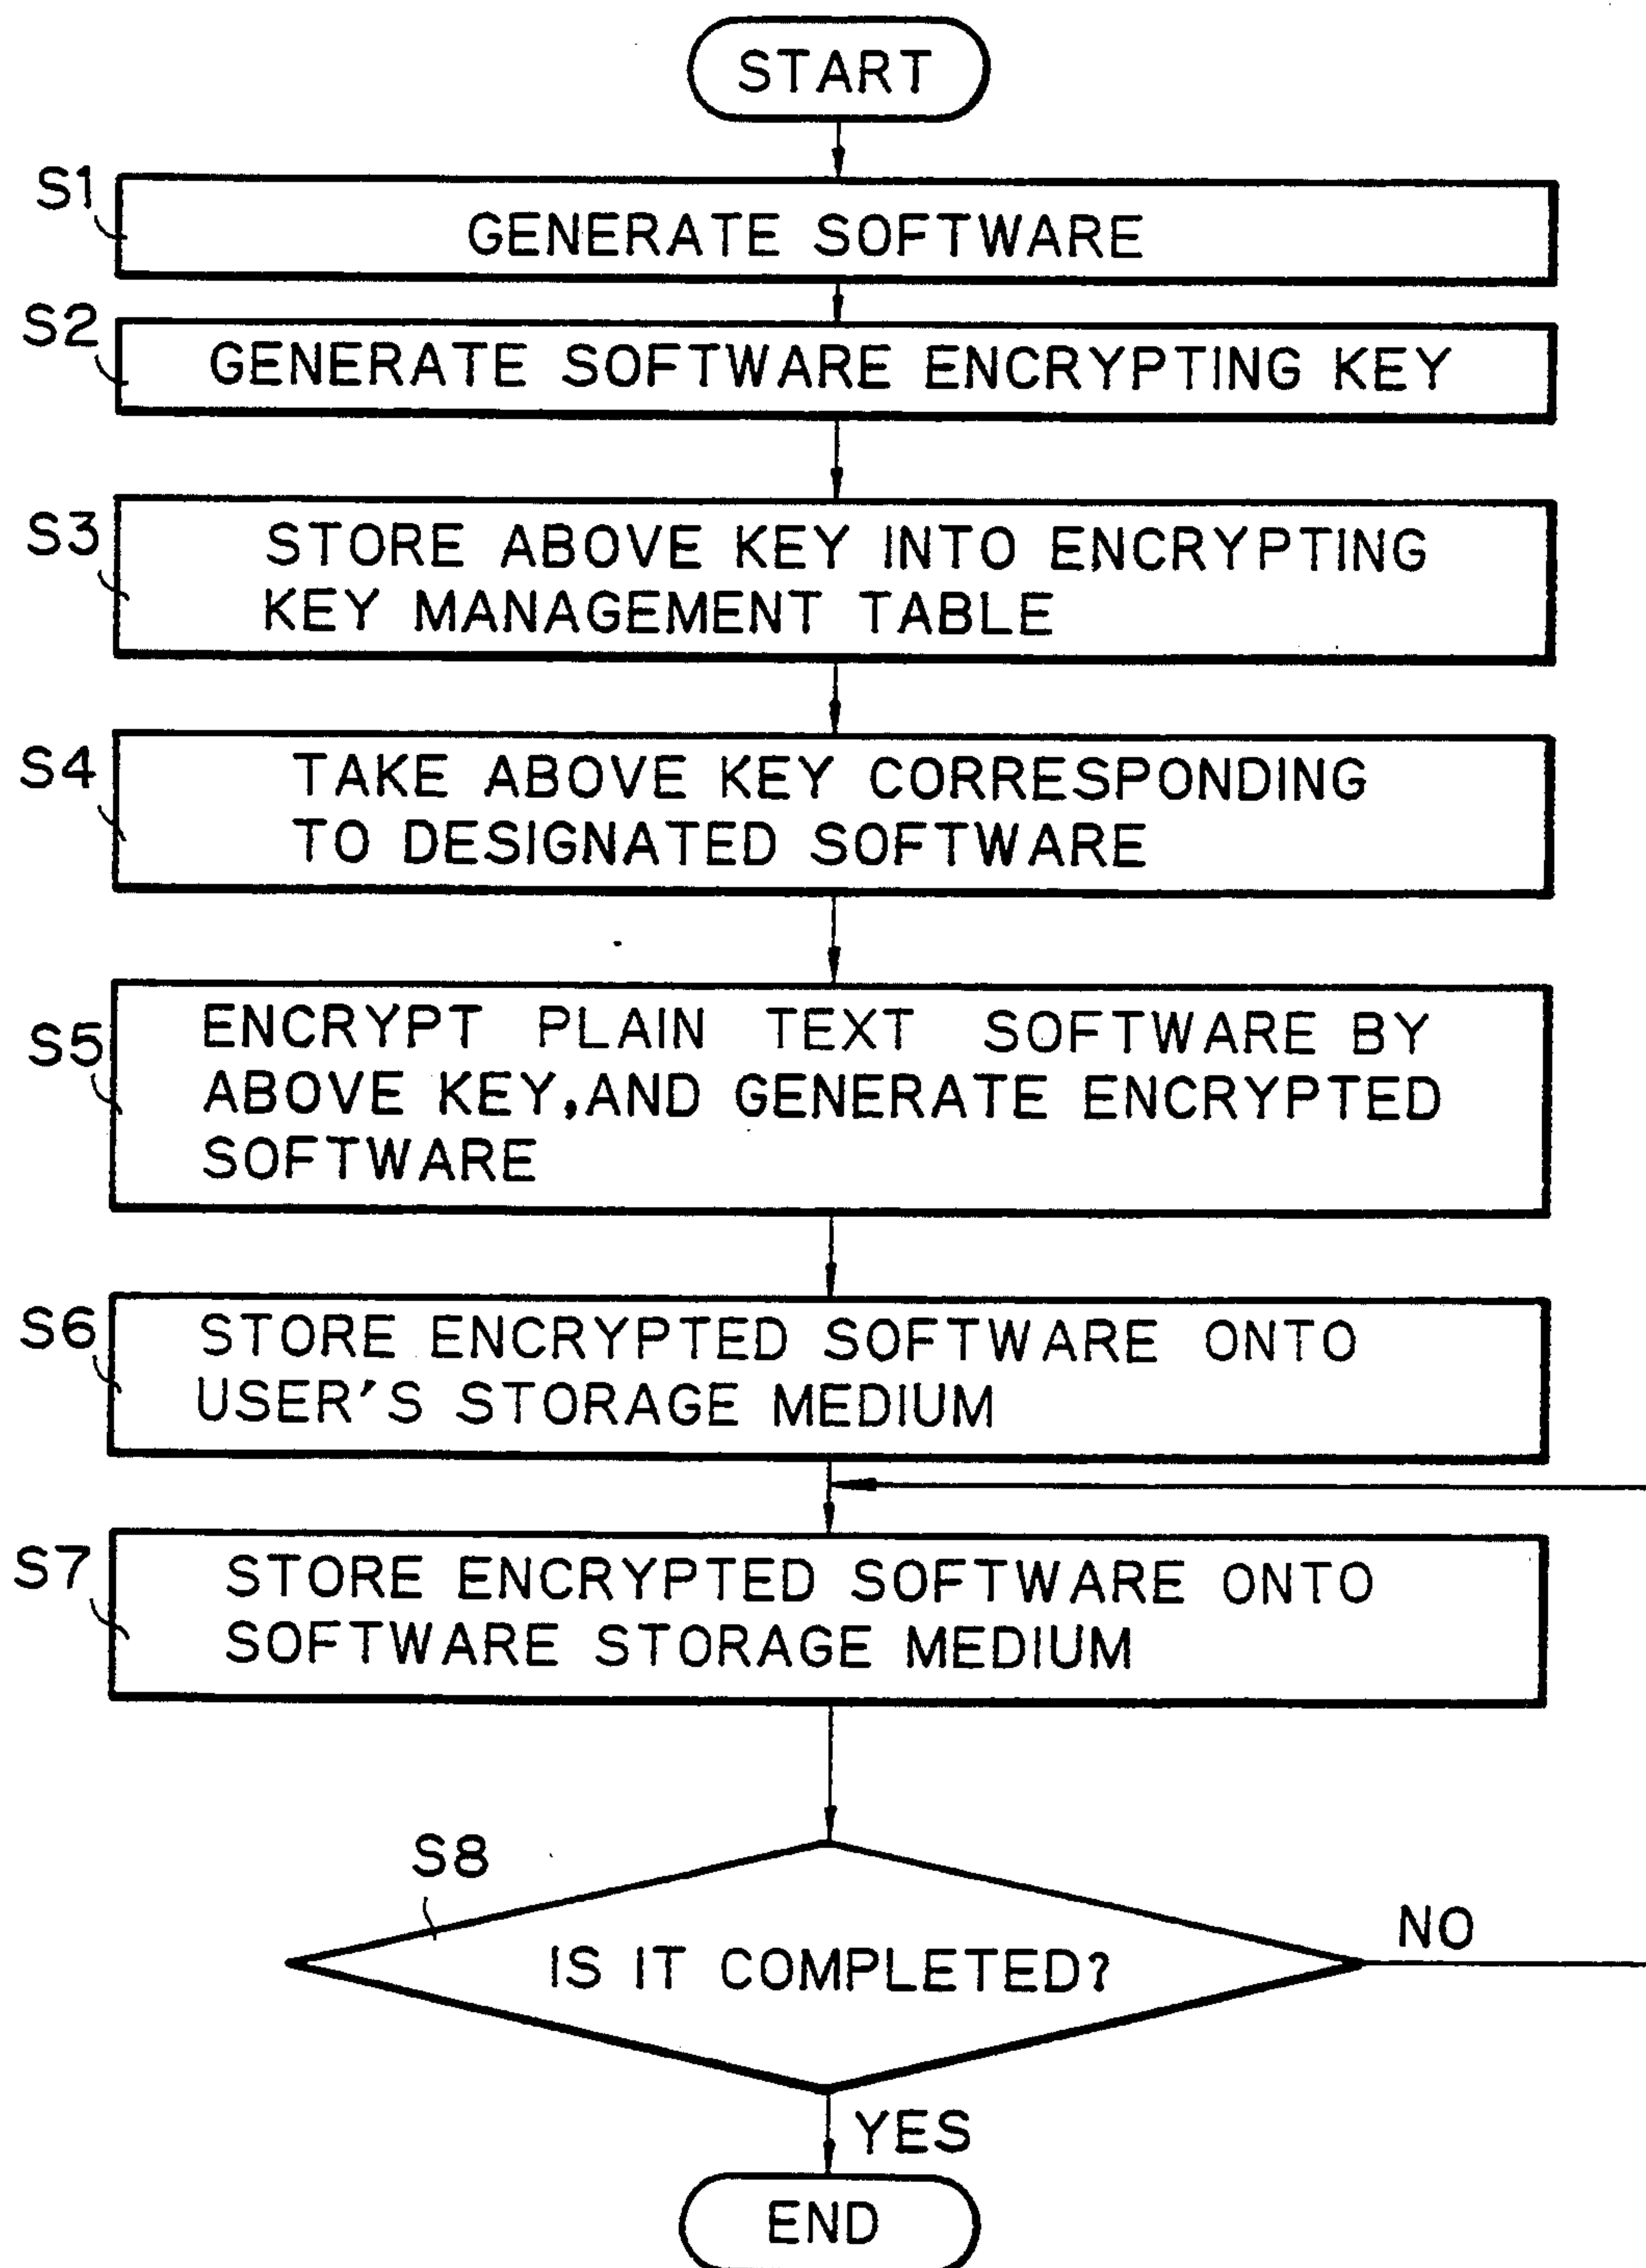 START
S1
GENERATE SOFTWARE
S2
GENERATE SOFTWARE ENCRYPTING KEY
S3
STORE ABOVE KEY INTO ENCRYPTING
KEY MANAGEMENT TABLE
S4
TAKE ABOVE KEY CORRESPONDING
TO DESIGNATED SOFTWARE
S5
ENCRYPT PLAIN TEXT SOFTWARE BY
ABOVE KEY, AND GENERATE ENCRYPTED
SOFTWARE
S6
STORE ENCRYPTED SOFTWARE ONTO
USER'S STORAGE MEDIUM
S7
STORE ENCRYPTED SOFTWARE ONTO
SOFTWARE STORAGE MEDIUM
S8
IS IT COMPLETED?
NO
YES
END